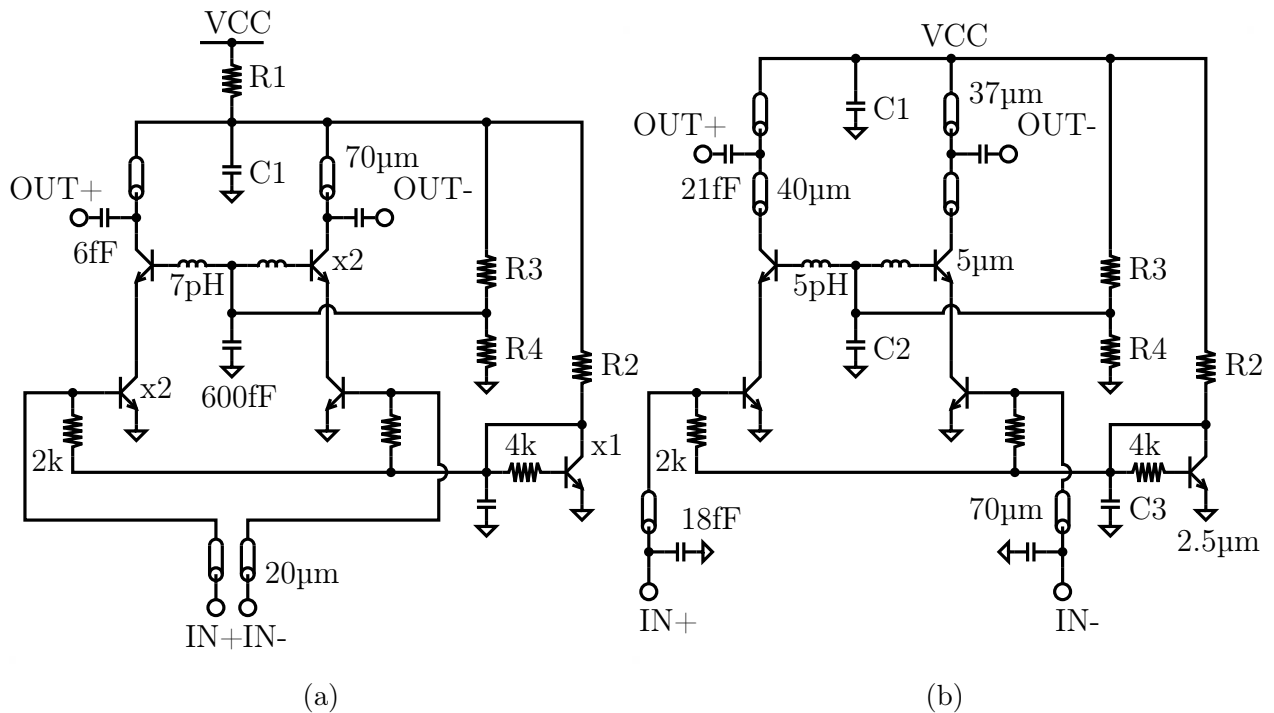 VCC
R1
70µm
C1
OUT+
OUT-
6fF
7pH
x2
R3
R4
600fF
x2
R2
2k
4k
x1
20µm
IN+IN-
(a)
VCC
37µm
C1
OUT+
OUT-
21fF
40µm
5pH
5µm
R3
C2
R4
R2
2k
4k
18fF
70µm
C3
2.5µm
IN+
IN-
(b)